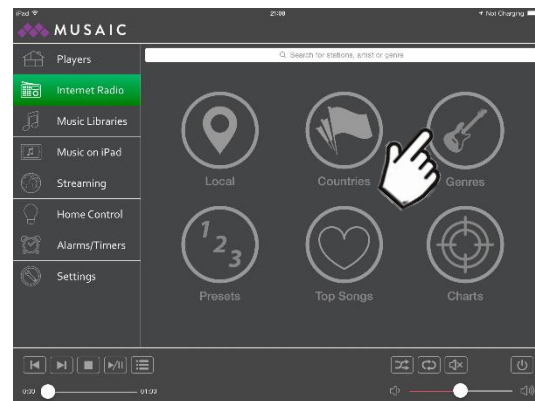 iPad
21:00
Not Charging
MUSAIC
Players
Search for stations, artist or genre
Internet Radio
Music Libraries
Music on iPad
Streaming
Home Control
Alarms/Timers
Settings
Local
Countries
Genres
1 2 3
Presets
Top Songs
Charts
0:00
01:00